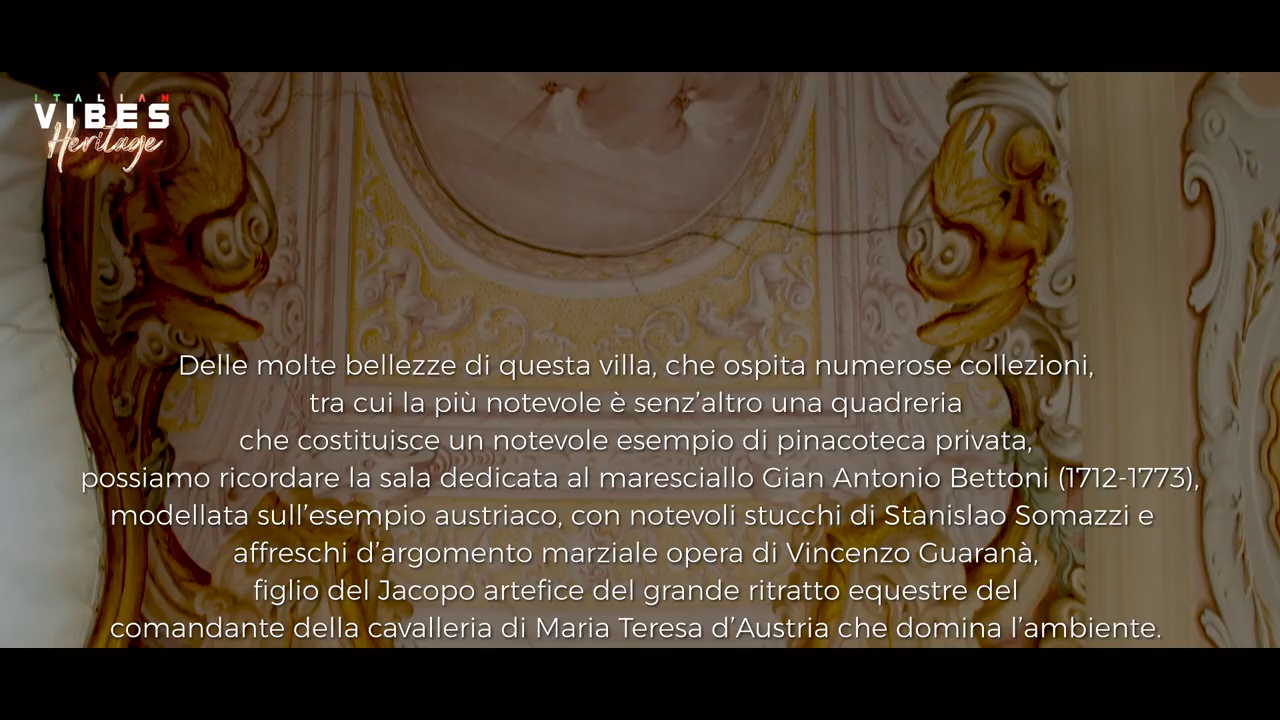 ITALIAN
VIBES
Heritage
Delle molte bellezze di questa villa, che ospita numerose collezioni,
tra cui la più notevole è senz’altro una quadreria
che costituisce un notevole esempio di pinacoteca privata,
possiamo ricordare la sala dedicata al maresciallo Gian Antonio Bettoni (1712-1773),
modellata sull’esempio austriaco, con notevoli stucchi di Stanislao Somazzi e
affreschi d’argomento marziale opera di Vincenzo Guaranà,
figlio del Jacopo artefice del grande ritratto equestre del
comandante della cavalleria di Maria Teresa d’Austria che domina l’ambiente.